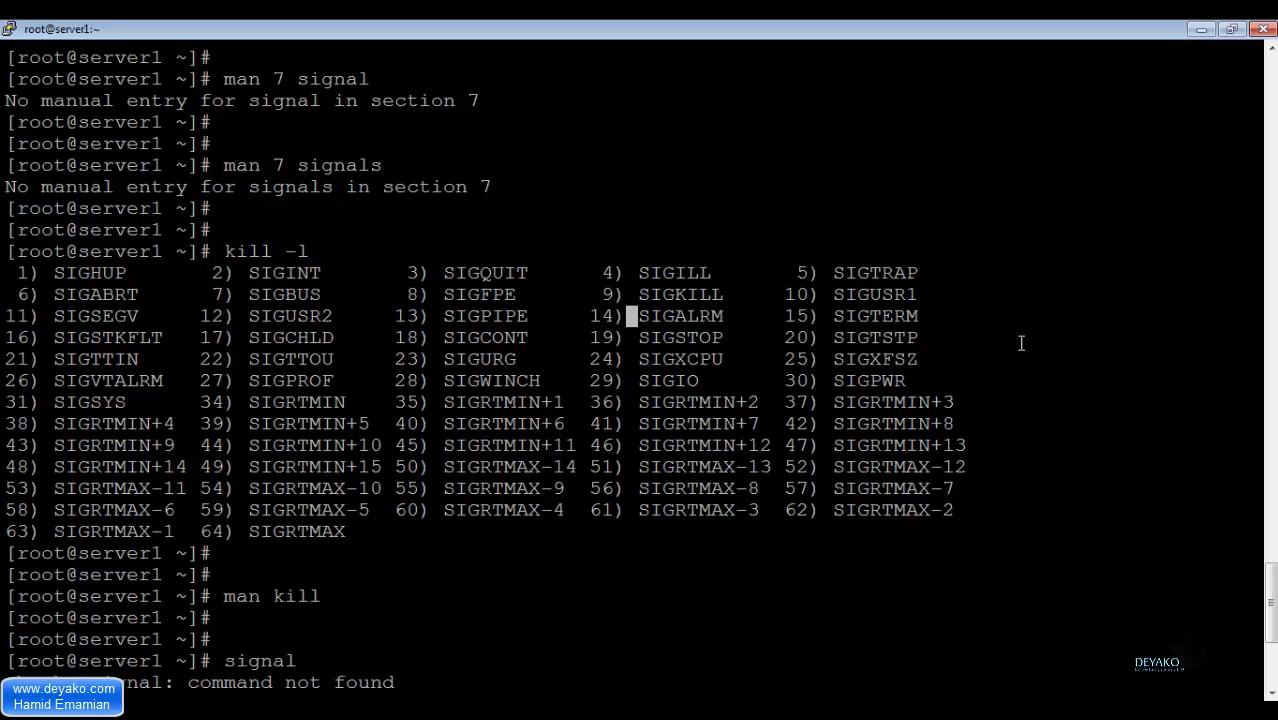 root@server1:~
[root@server1 ~]#
[root@server1 ~]# man 7 signal
No manual entry for signal in section 7
[root@server1 ~]#
[root@server1 ~]#
[root@server1 ~]# man 7 signals
No manual entry for signals in section 7
[root@server1 ~]#
[root@server1 ~]#
[root@server1 ~]# kill -l
1) SIGHUP 2) SIGINT 3) SIGQUIT 4) SIGILL 5) SIGTRAP
6) SIGABRT 7) SIGBUS 8) SIGFPE 9) SIGKILL 10) SIGUSR1
11) SIGSEGV 12) SIGUSR2 13) SIGPIPE 14) SIGALRM 15) SIGTERM
16) SIGSTKFLT 17) SIGCHLD 18) SIGCONT 19) SIGSTOP 20) SIGTSTP
21) SIGTTIN 22) SIGTTOU 23) SIGURG 24) SIGXCPU 25) SIGXFSZ
26) SIGVTALRM 27) SIGPROF 28) SIGWINCH 29) SIGIO 30) SIGPWR
31) SIGSYS 34) SIGRTMIN 35) SIGRTMIN+1 36) SIGRTMIN+2 37) SIGRTMIN+3
38) SIGRTMIN+4 39) SIGRTMIN+5 40) SIGRTMIN+6 41) SIGRTMIN+7 42) SIGRTMIN+8
43) SIGRTMIN+9 44) SIGRTMIN+10 45) SIGRTMIN+11 46) SIGRTMIN+12 47) SIGRTMIN+13
48) SIGRTMIN+14 49) SIGRTMIN+15 50) SIGRTMAX-14 51) SIGRTMAX-13 52) SIGRTMAX-12
53) SIGRTMAX-11 54) SIGRTMAX-10 55) SIGRTMAX-9 56) SIGRTMAX-8 57) SIGRTMAX-7
58) SIGRTMAX-6 59) SIGRTMAX-5 60) SIGRTMAX-4 61) SIGRTMAX-3 62) SIGRTMAX-2
63) SIGRTMAX-1 64) SIGRTMAX
[root@server1 ~]#
[root@server1 ~]#
[root@server1 ~]# man kill
[root@server1 ~]#
[root@server1 ~]#
[root@server1 ~]# signal
command not found
DEYAKO
www.deyako.com
Hamid Emamian